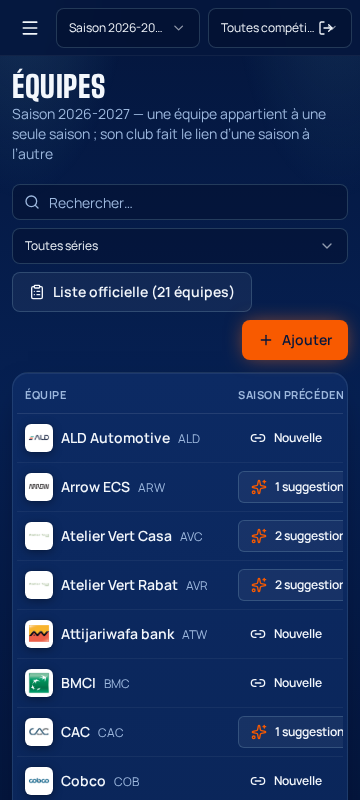 Saison 2026-20...
Toutes compéti...
ÉQUIPES
Saison 2026-2027 — une équipe appartient à une
seule saison ; son club fait le lien d'une saison à
l'autre
Rechercher...
Toutes séries
Liste officielle (21 équipes)
Ajouter
ÉQUIPE SAISON PRÉCÉDEN
ALD Automotive ALD Nouvelle
Arrow ECS ARW 1 suggestion
Atelier Vert Casa AVC 2 suggestion
Atelier Vert Rabat AVR 2 suggestion
Attijariwafa bank ATW Nouvelle
BMCI BMC Nouvelle
CAC CAC 1 suggestion
Cobco COB Nouvelle